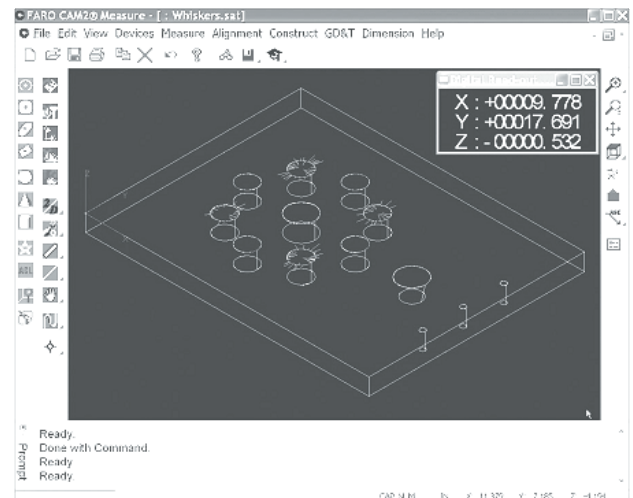 FARO CAM2® Measure - [ : Whiskers.sat]
File Edit View Devices Measure Alignment Construct GD&T Dimension Help
X : +00009. 778
Y : +00017. 691
Z : - 00000. 532
Ready.
Done with Command.
Ready
Ready.
Prompt